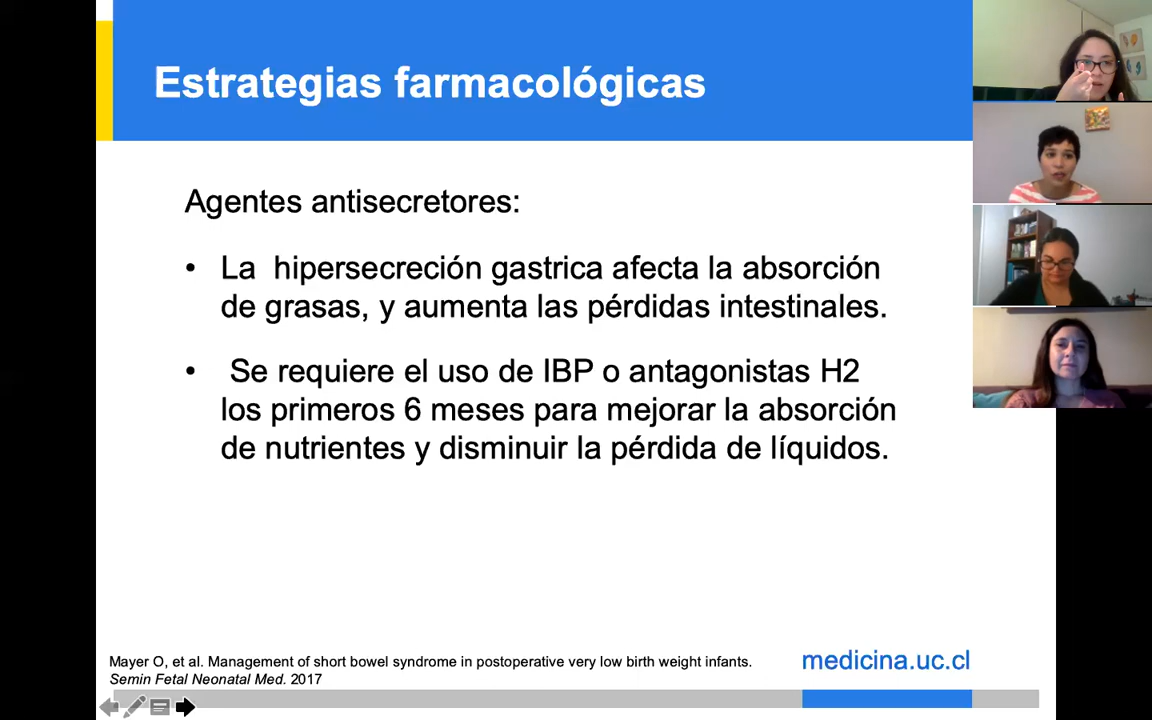 Estrategias farmacológicas
Agentes antisecretores:
• La hipersecreción gastrica afecta la absorción
de grasas, y aumenta las pérdidas intestinales.
• Se requiere el uso de IBP o antagonistas H2
los primeros 6 meses para mejorar la absorción
de nutrientes y disminuir la pérdida de líquidos.
Mayer O, et al. Management of short bowel syndrome in postoperative very low birth weight infants.
Semin Fetal Neonatal Med. 2017
medicina.uc.cl